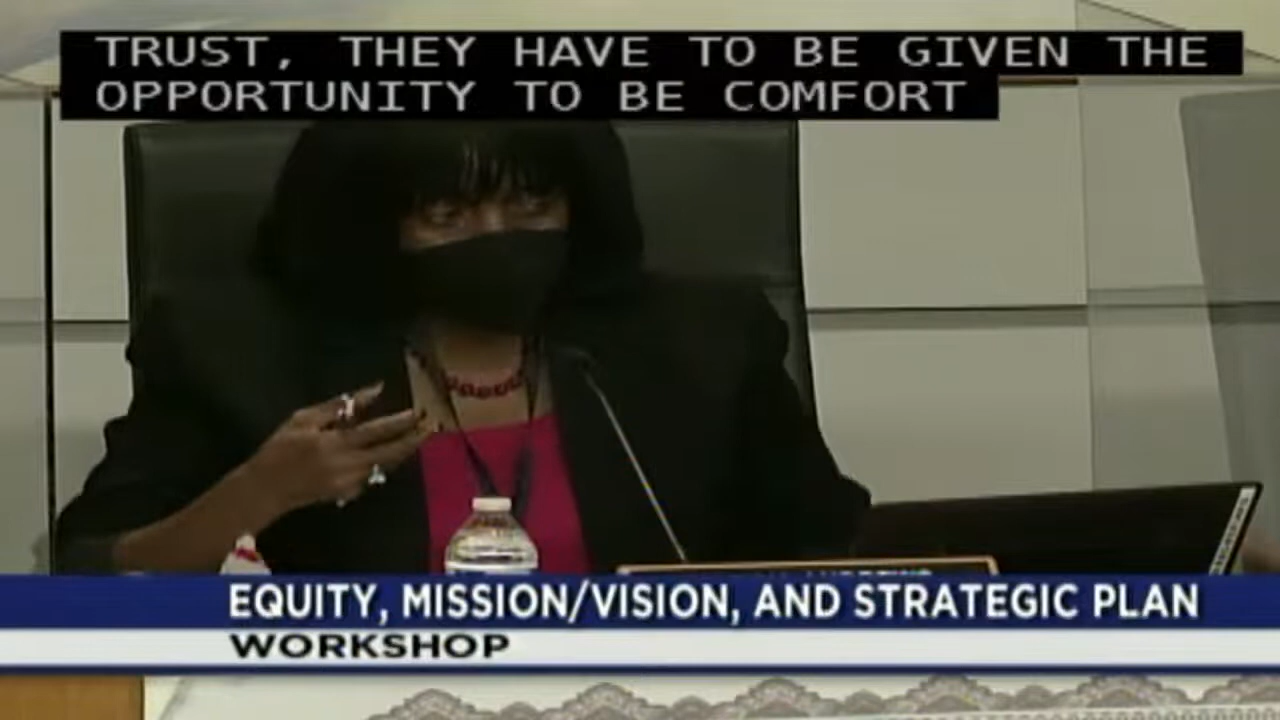 TRUST, THEY HAVE TO BE GIVEN THE
OPPORTUNITY TO BE COMFORT
EQUITY, MISSION/VISION, AND STRATEGIC PLAN
WORKSHOP